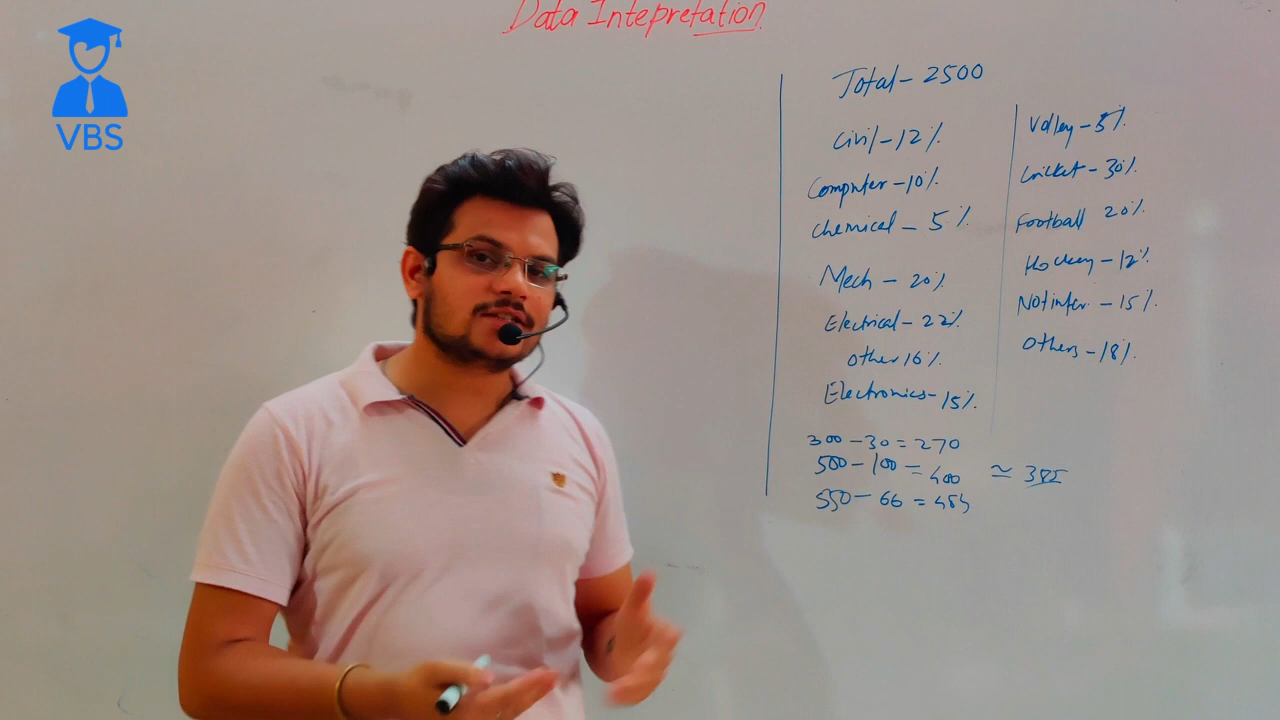 Data Intepretation
VBS
Total - 2500
Civil - 12%
Computer - 10%
Chemical - 5%
Mech - 20%
Electrical - 22%
other 16%
Electronics - 15%
Volley - 5%
Cricket - 30%
Football 20%
Hockey - 12%
- 15%
Others - 18%
300 - 30 = 270
500 - 100 = 400 ≃ 385
550 - 66 = 484